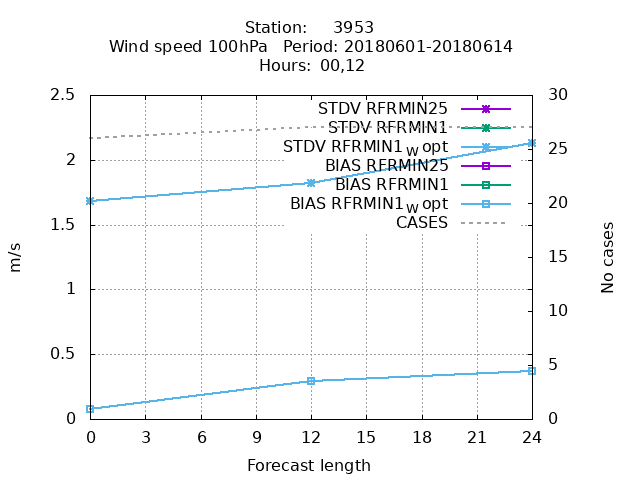 Station: 3953
Wind speed 100hPa Period: 20180601-20180614
Hours: 00,12
2.5
2
1.5
1
0.5
0
30
25
20
15
10
5
0
STDV RFRMIN25
STDV RFRMIN1
STDV RFRMIN1W opt
BIAS RFRMIN25
BIAS RFRMIN1
BIAS RFRMIN1W opt
CASES
m/s
No cases
0 3 6 9 12 15 18 21 24
Forecast length